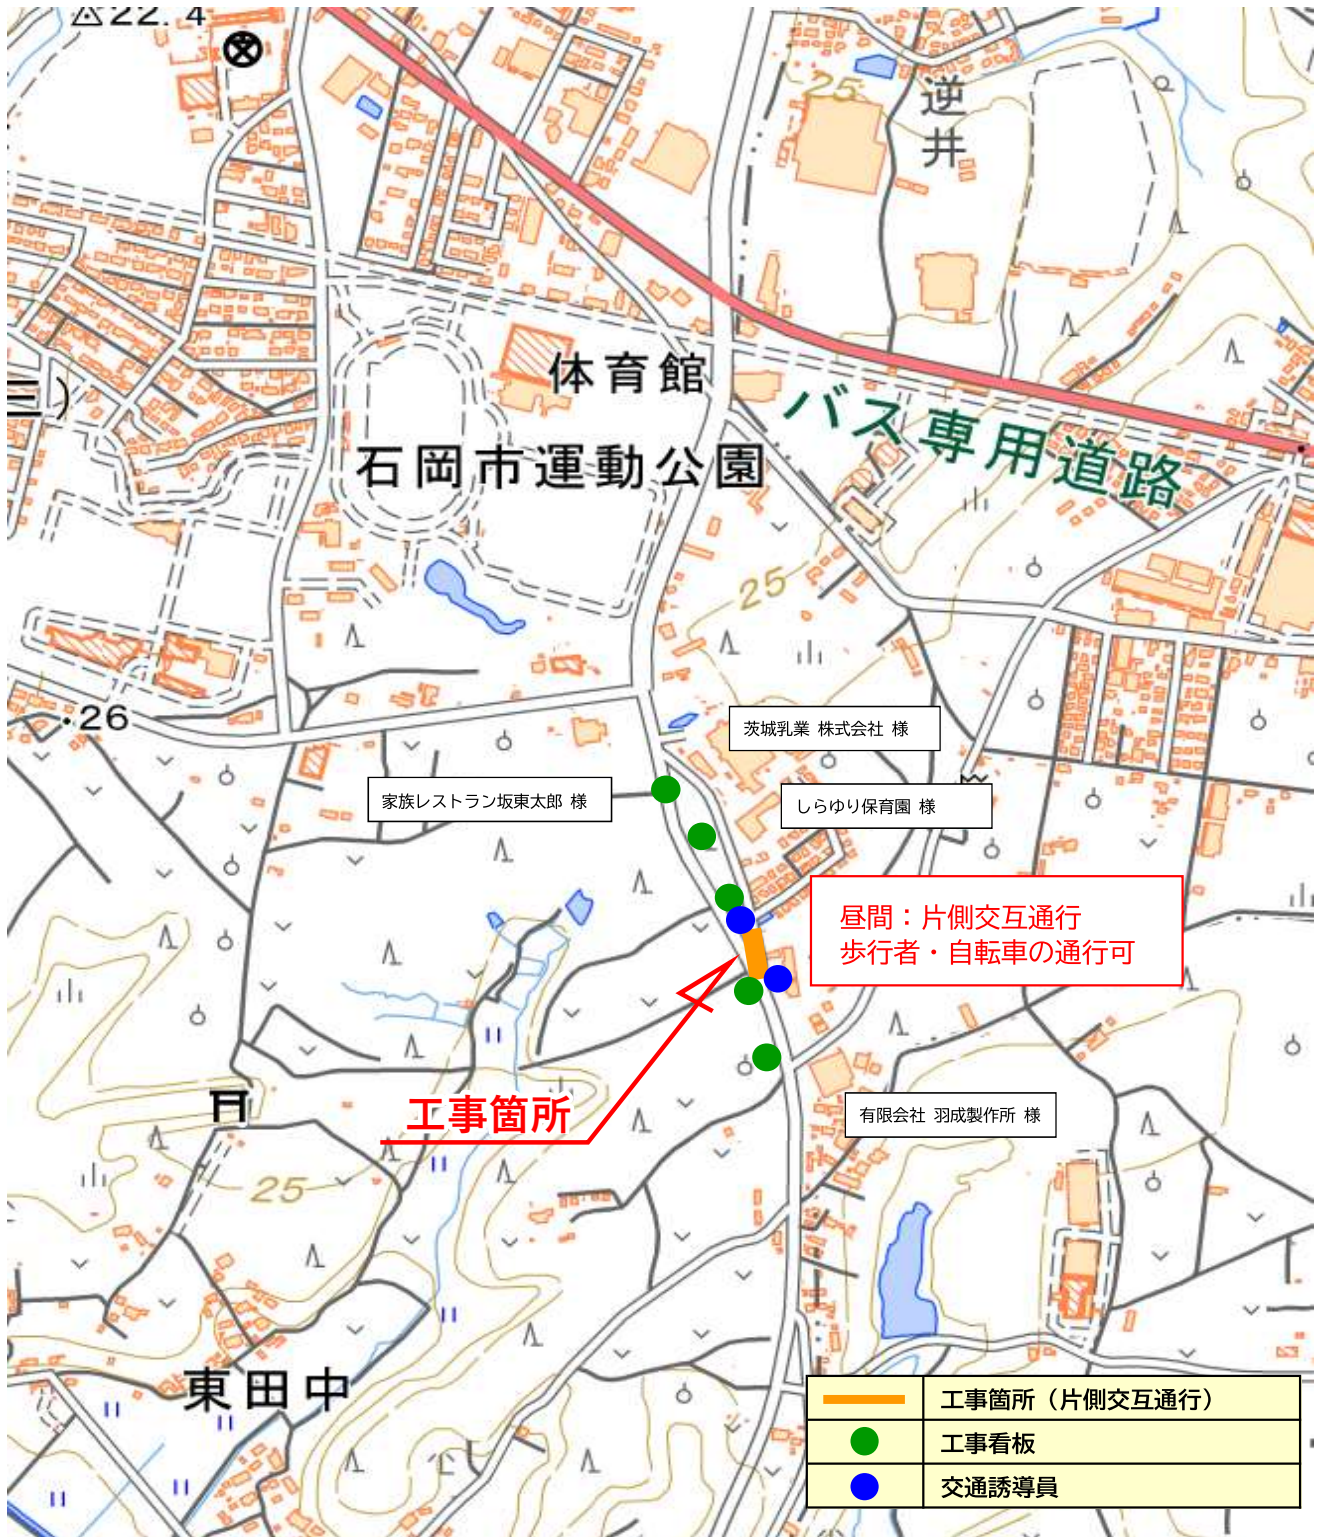 22.4
25
逆
井
三)
体育館
バス専用道路
石岡市運動公園
25
26
茨城乳業 株式会社 様
家族レストラン坂東太郎 様
しらゆり保育園 様
昼間：片側交互通行
歩行者・自転車の通行可
工事箇所
有限会社 羽成製作所 様
25
東田中
工事箇所（片側交互通行）
工事看板
交通誘導員